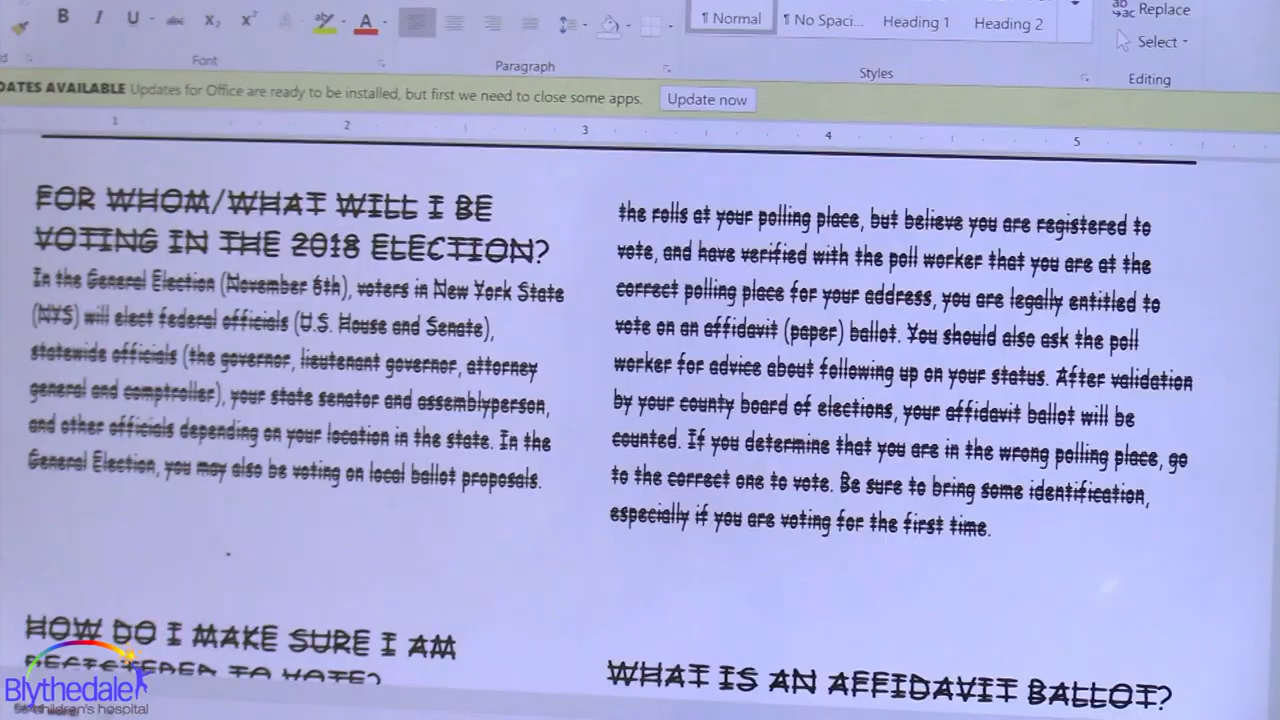 B I U abc X₂ X² A ab A
¶ Normal ¶ No Spaci... Heading 1 Heading 2
Replace
Select
Font Paragraph Styles Editing
DATES AVAILABLE Updates for Office are ready to be installed, but first we need to close some apps. Update now
1 2 3 4 5
FOR WHOM/WHAT WILL I BE
VOTING IN THE 2018 ELECTION?
In the General Election (November 6th), voters in New York State
(NYS) will elect federal officials (U.S. House and Senate),
statewide officials (the governor, lieutenant governor, attorney
general and comptroller), your state senator and assemblyperson,
and other officials depending on your location in the state. In the
General Election, you may also be voting on local ballot proposals.
HOW DO I MAKE SURE I AM
REGISTERED TO VOTE?
the rolls at your polling place, but believe you are registered to
vote, and have verified with the poll worker that you are at the
correct polling place for your address, you are legally entitled to
vote on an affidavit (paper) ballot. You should also ask the poll
worker for advice about following up on your status. After validation
by your county board of elections, your affidavit ballot will be
counted. If you determine that you are in the wrong polling place, go
to the correct one to vote. Be sure to bring some identification,
especially if you are voting for the first time.
WHAT IS AN AFFIDAVIT BALLOT?
Blythedale
children's hospital